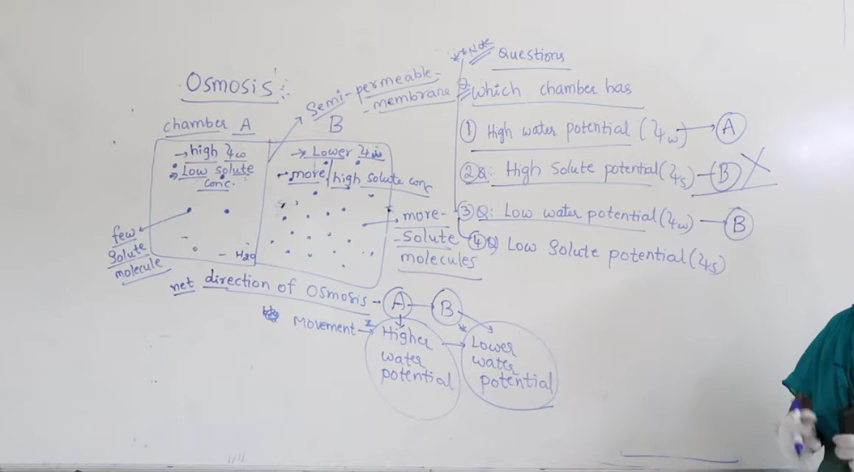 Osmosis
Semi-permeable-
-membrane
chamber A
B
→ high Ψw
Low solute
conc.
→ Lower Ψw
→ more/high solute conc
few
solute
molecule
H2O
more-
-solute
molecules
net direction of osmosis → A → B
Movement →
Higher
water
potential
Lower
water
potential
Note
Questions
Q: which chamber has
① High water potential (Ψw) → A
②Q: High Solute potential (Ψs) → B ✗
③Q: Low water potential (Ψw) → B
④Q) Low Solute potential (Ψs)